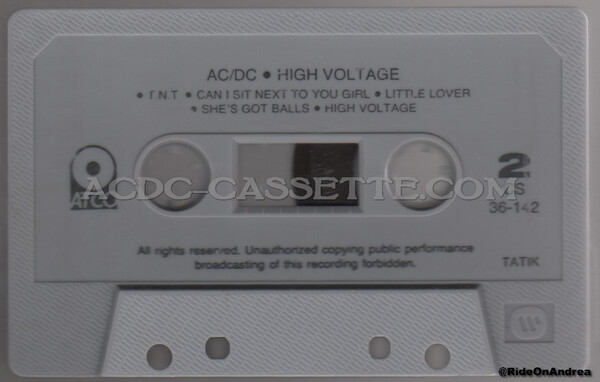 AC/DC • HIGH VOLTAGE
• T.N.T • CAN I SIT NEXT TO YOU GIRL • LITTLE LOVER
• SHE'S GOT BALLS • HIGH VOLTAGE
ATCO
ACDC-CASSETTE.COM
2
CS
36-142
All rights reserved. Unauthorized copying public performance
broadcasting of this recording forbidden.
TATIK
@RideOnAndrea